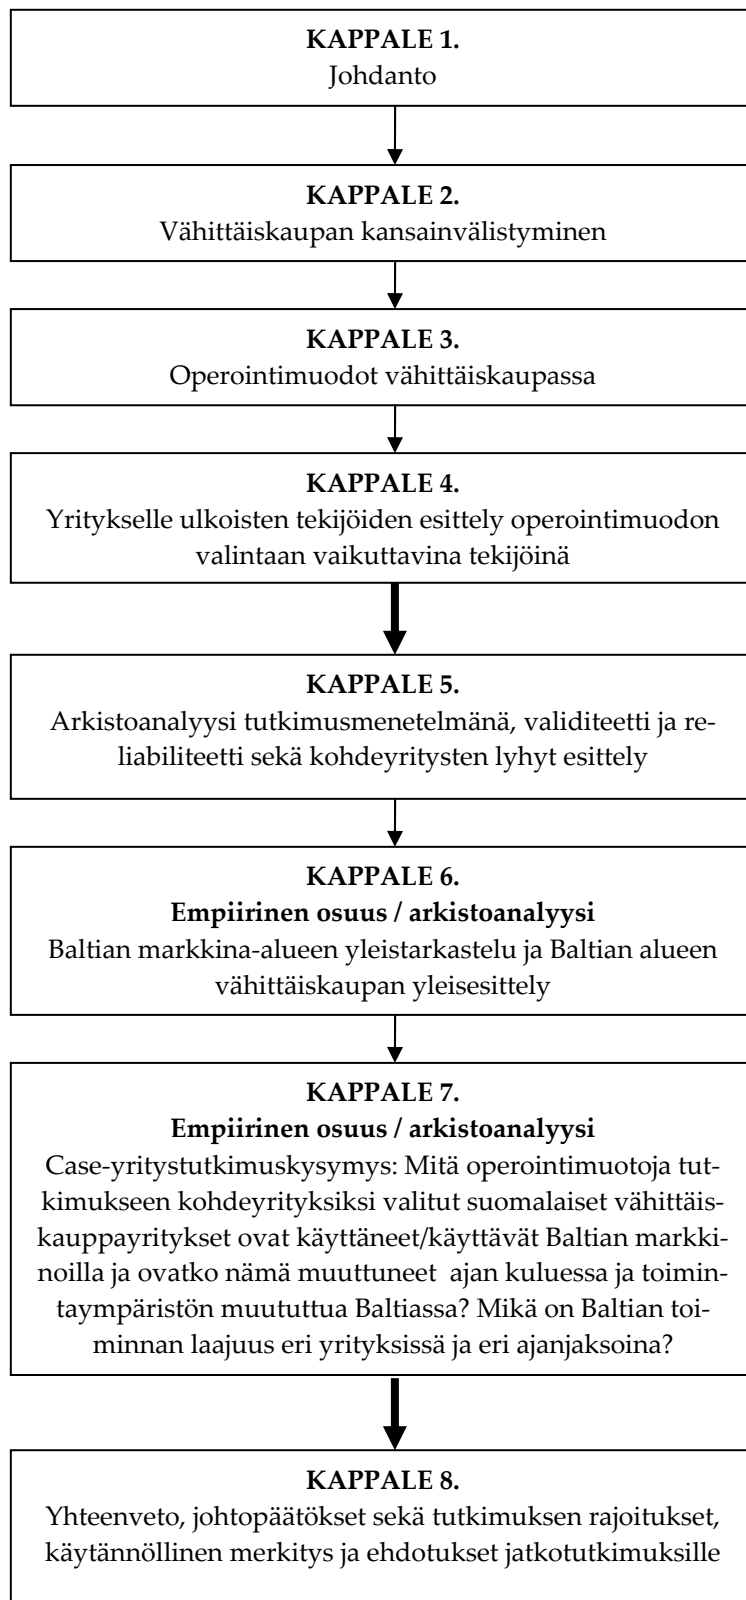 KAPPALE 1.
Johdanto
KAPPALE 2.
Vähittäiskaupan kansainvälistyminen
KAPPALE 3.
Operointimuodot vähittäiskaupassa
KAPPALE 4.
Yritykselle ulkoisten tekijöiden esittely operointimuodon
valintaan vaikuttavina tekijöinä
KAPPALE 5.
Arkistoanalyysi tutkimusmenetelmänä, validiteetti ja re-
liabiliteetti sekä kohdeyritysten lyhyt esittely
KAPPALE 6.
Empiirinen osuus / arkistoanalyysi
Baltian markkina-alueen yleistarkastelu ja Baltian alueen
vähittäiskaupan yleisesittely
KAPPALE 7.
Empiirinen osuus / arkistoanalyysi
Case-yritystutkimuskysymys: Mitä operointimuotoja tut-
kimukseen kohdeyrityksiksi valitut suomalaiset vähittäis-
kauppayritykset ovat käyttäneet/käyttävät Baltian markki-
noilla ja ovatko nämä muuttuneet ajan kuluessa ja toimin-
taympäristön muututtua Baltiassa? Mikä on Baltian toi-
minnan laajuus eri yrityksissä ja eri ajanjaksoina?
KAPPALE 8.
Yhteenveto, johtopäätökset sekä tutkimuksen rajoitukset,
käytännöllinen merkitys ja ehdotukset jatkotutkimuksille